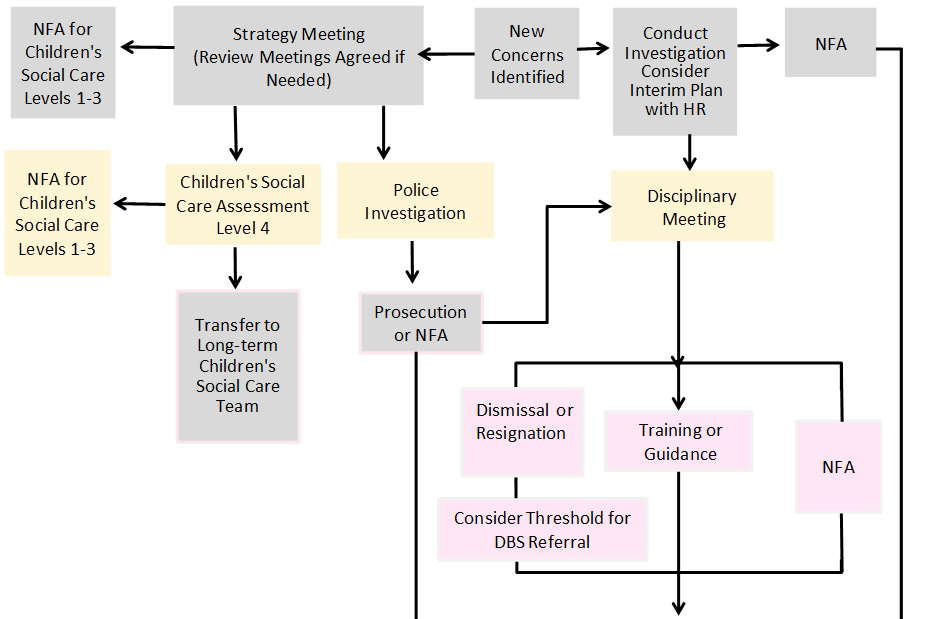 NFA for
Children's
Social Care
Levels 1-3
Strategy Meeting
(Review Meetings Agreed if
Needed)
New
Concerns
Identified
Conduct
Investigation
Consider
Interim Plan
with HR
NFA
NFA for
Children's
Social Care
Levels 1-3
Children's Social
Care Assessment
Level 4
Police
Investigation
Disciplinary
Meeting
Transfer to
Long-term
Children's
Social Care
Team
Prosecution
or NFA
Dismissal or
Resignation
Training or
Guidance
NFA
Consider Threshold for
DBS Referral